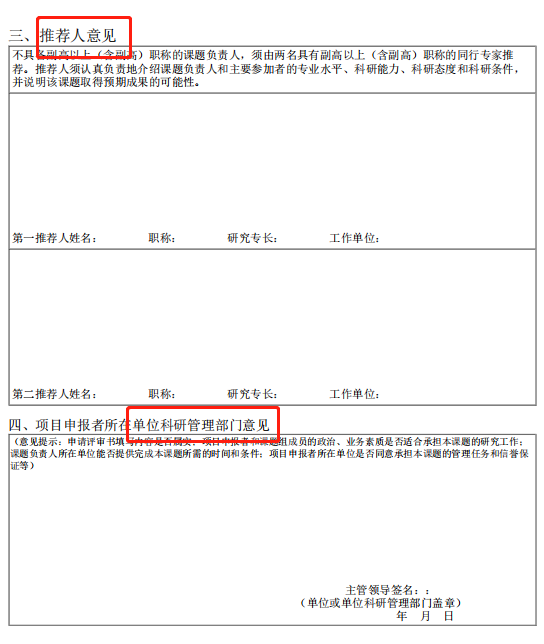 三、推荐人意见
不具备副高以上（含副高）职称的课题负责人，须由两名具有副高以上（含副高）职称的同行专家推
荐。推荐人须认真负责地介绍课题负责人和主要参加者的专业水平、科研能力、科研态度和科研条件，
并说明该课题取得预期成果的可能性。
第一推荐人姓名： 职称： 研究专长： 工作单位：
第二推荐人姓名： 职称： 研究专长： 工作单位：
四、项目申报者所在单位科研管理部门意见
（意见提示：申请评审书填写内容是否属实；项目申报者和课题组成员的政治、业务素质是否适合承担本课题的研究工作；
课题负责人所在单位能否提供完成本课题所需的时间和条件；项目申报者所在单位是否同意承担本课题的管理任务和信誉保
证等）
主管领导签名：：
（单位或单位科研管理部门盖章）
年 月 日